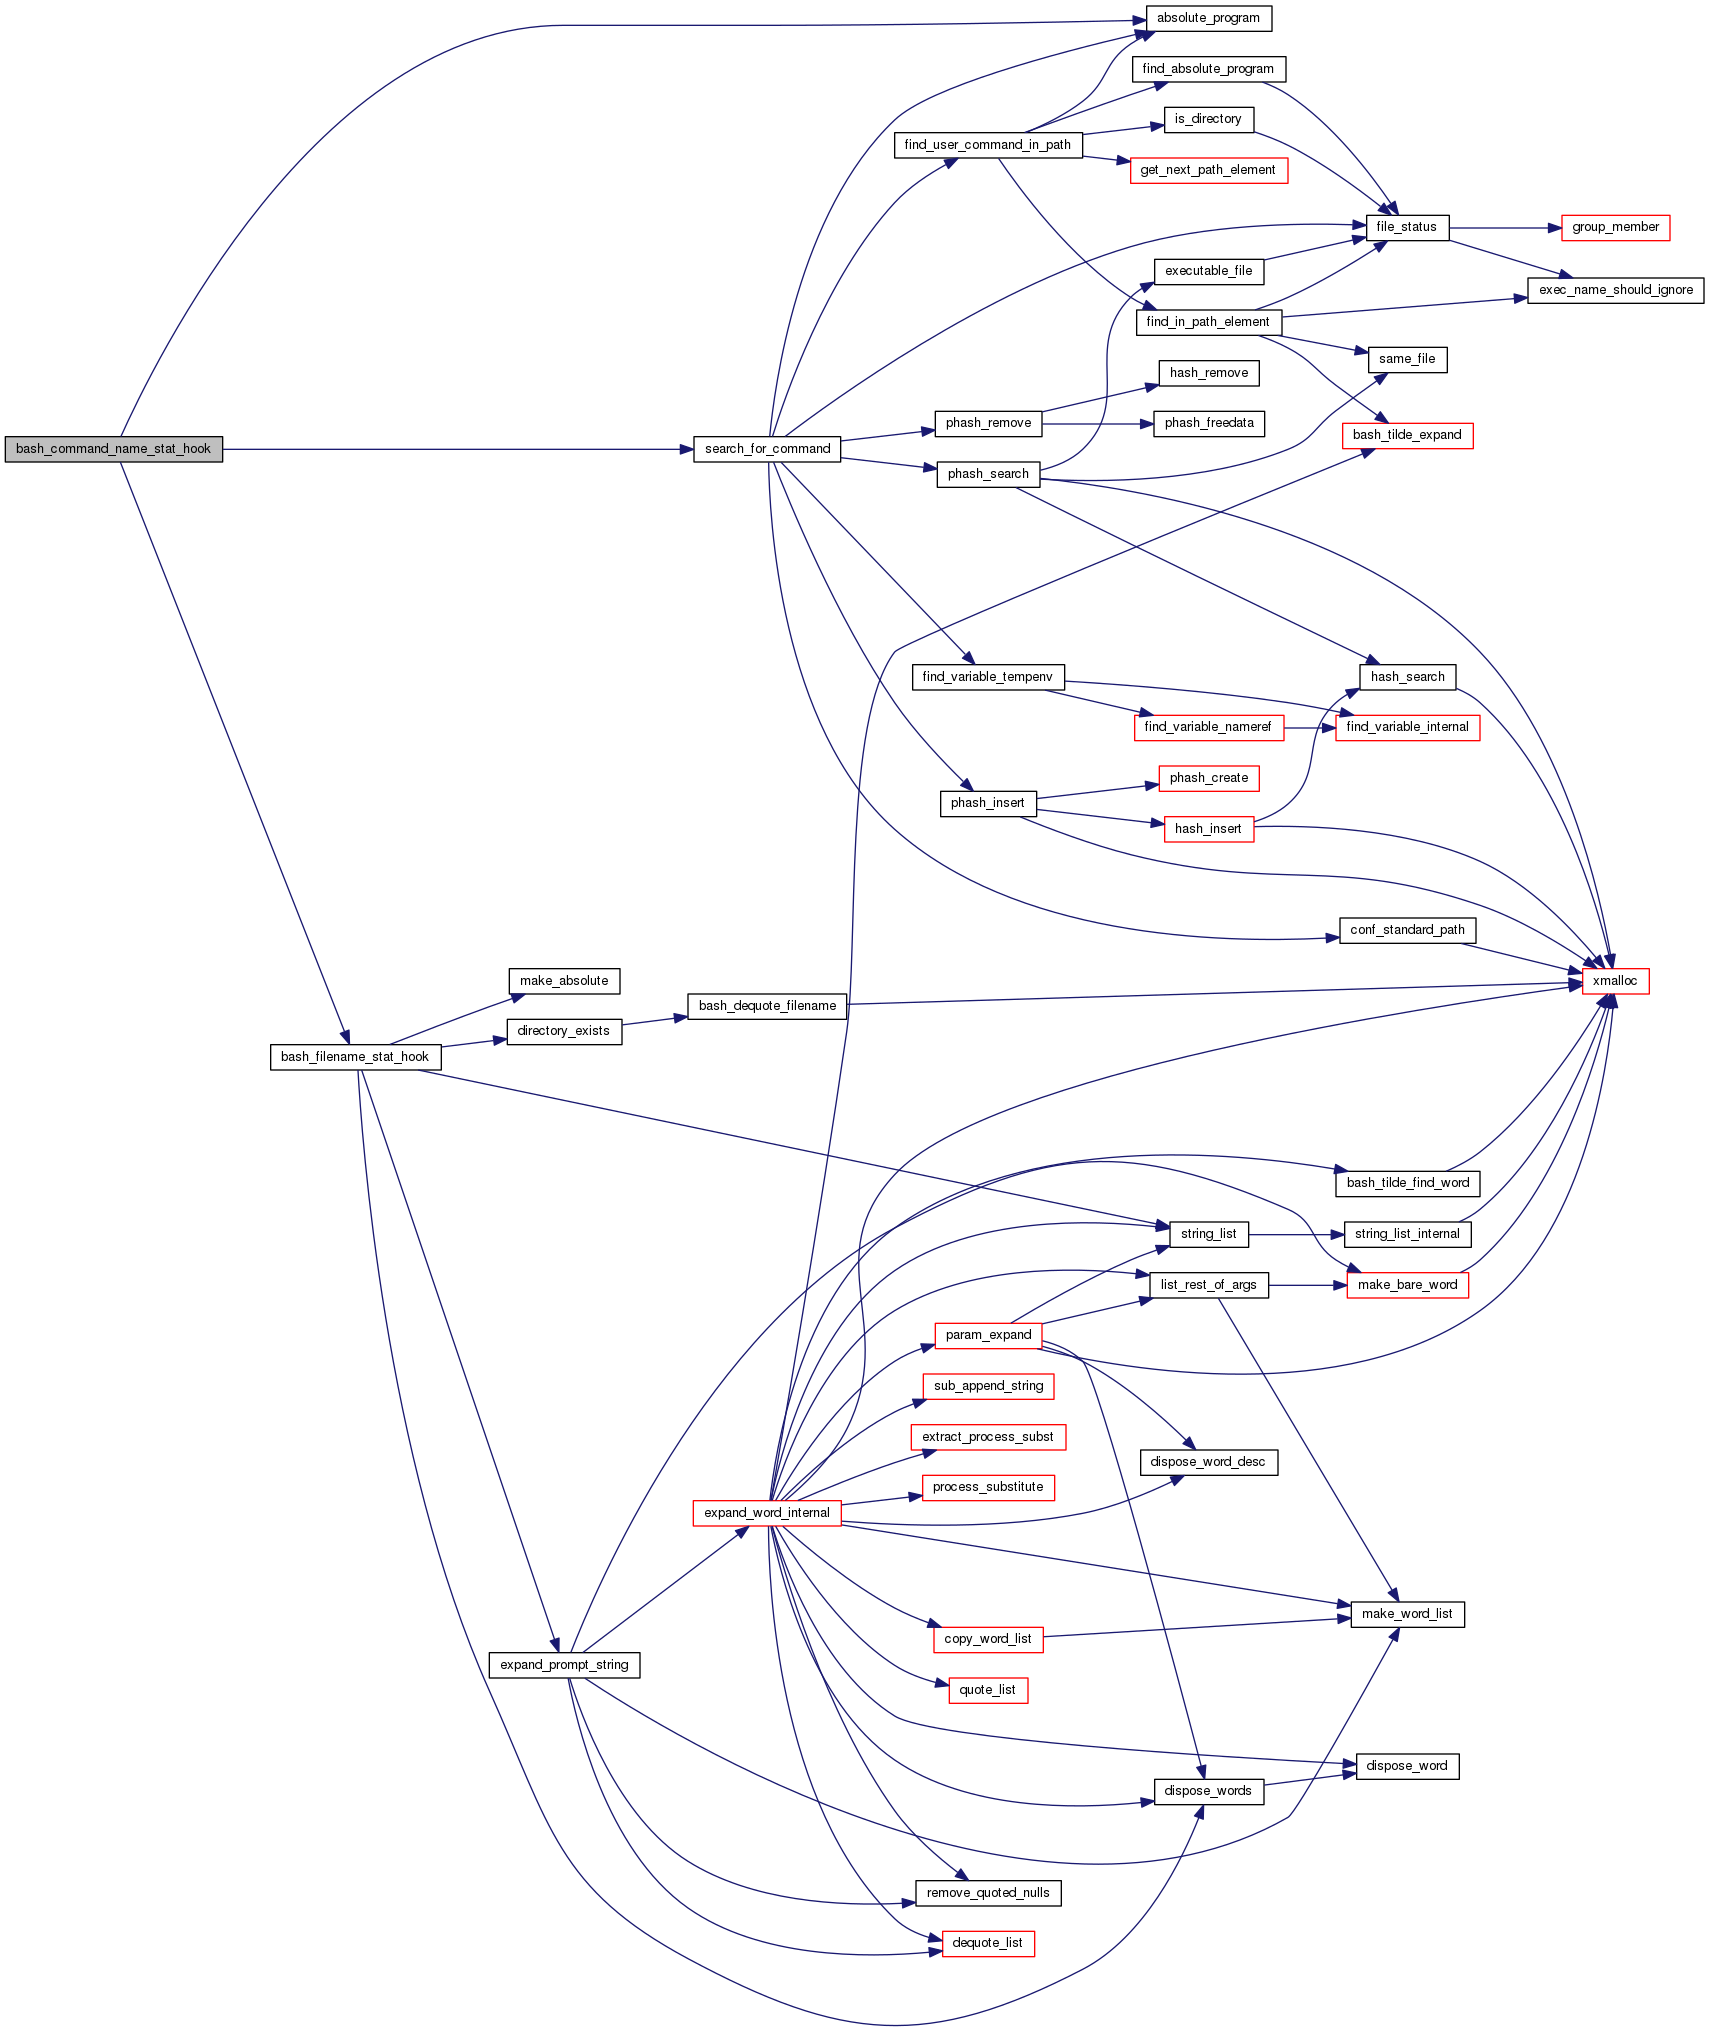 absolute_program
find_absolute_program
is_directory
find_user_command_in_path
get_next_path_element
file_status
group_member
executable_file
exec_name_should_ignore
find_in_path_element
same_file
hash_remove
phash_remove
phash_freedata
bash_tilde_expand
bash_command_name_stat_hook
search_for_command
phash_search
find_variable_tempenv
hash_search
find_variable_nameref
find_variable_internal
phash_create
phash_insert
hash_insert
conf_standard_path
make_absolute
xmalloc
bash_dequote_filename
directory_exists
bash_filename_stat_hook
bash_tilde_find_word
string_list
string_list_internal
list_rest_of_args
make_bare_word
param_expand
sub_append_string
extract_process_subst
dispose_word_desc
process_substitute
expand_word_internal
make_word_list
copy_word_list
expand_prompt_string
quote_list
dispose_word
dispose_words
remove_quoted_nulls
dequote_list